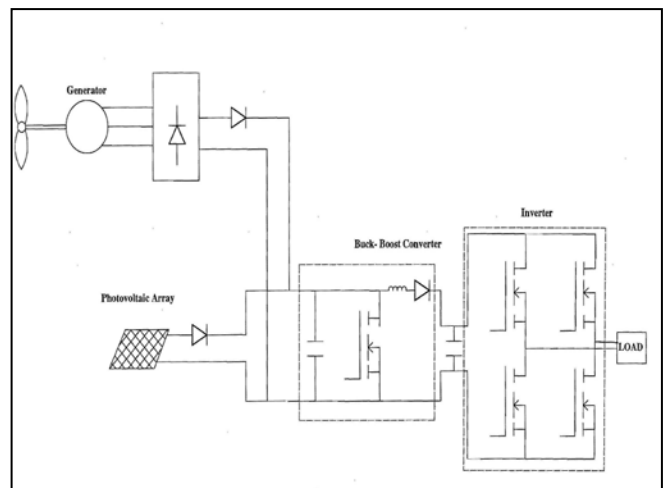 Generator
Inverter
Buck- Boost Converter
Photovoltaic Array
LOAD